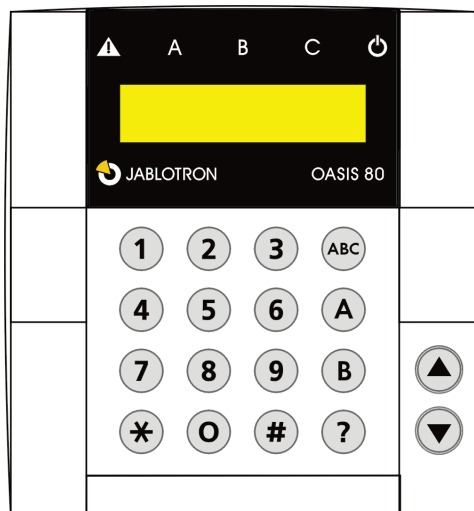 A B C
JABLOTRON OASIS 80
1 2 3 ABC
4 5 6 A
7 8 9 B
* 0 # ?